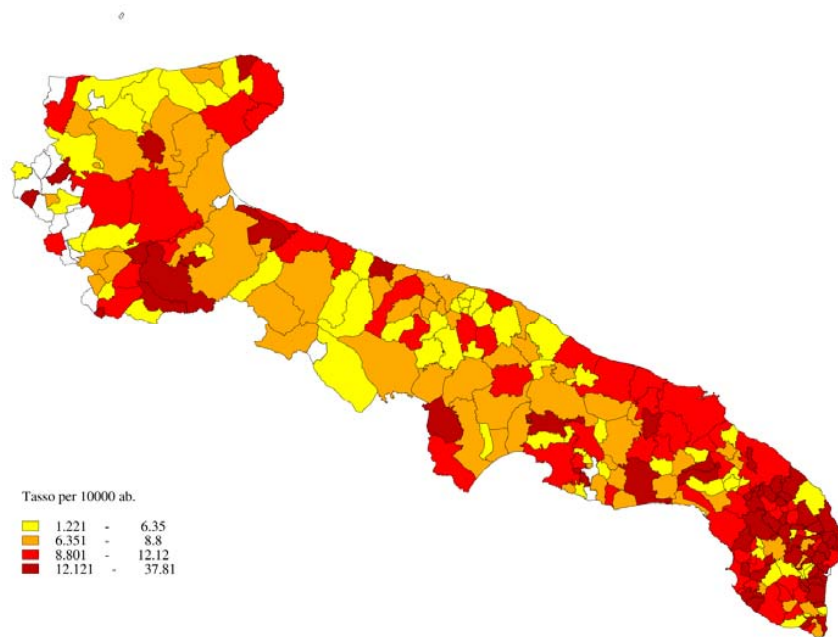 Tasso per 10000 ab.
1.221 - 6.35
6.351 - 8.8
8.801 - 12.12
12.121 - 37.81